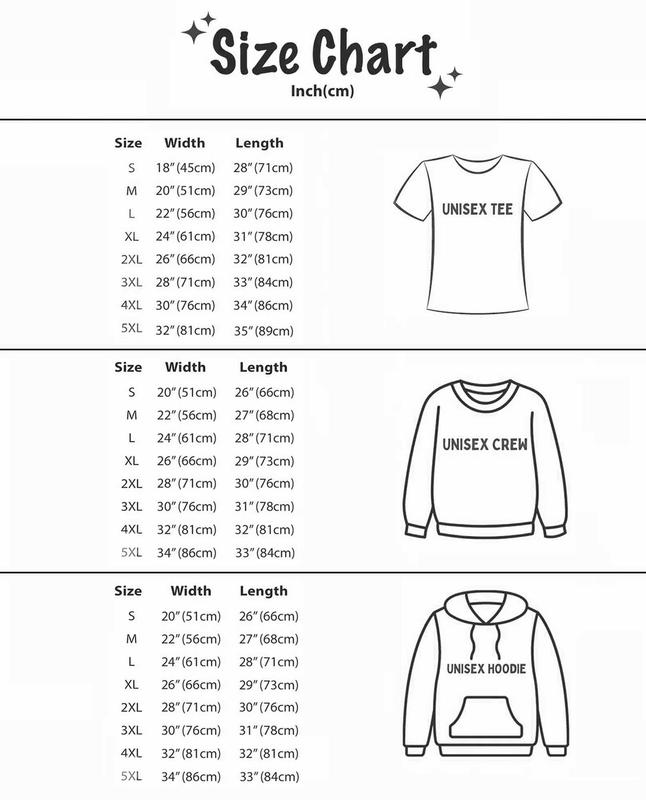 Size Chart
Inch(cm)
Size Width Length
S 18"(45cm) 28"(71cm)
M 20"(51cm) 29"(73cm)
L 22"(56cm) 30"(76cm)
XL 24"(61cm) 31"(78cm)
2XL 26"(66cm) 32"(81cm)
3XL 28"(71cm) 33"(84cm)
4XL 30"(76cm) 34"(86cm)
5XL 32"(81cm) 35"(89cm)
UNISEX TEE
Size Width Length
S 20"(51cm) 26"(66cm)
M 22"(56cm) 27"(68cm)
L 24"(61cm) 28"(71cm)
XL 26"(66cm) 29"(73cm)
2XL 28"(71cm) 30"(76cm)
3XL 30"(76cm) 31"(78cm)
4XL 32"(81cm) 32"(81cm)
5XL 34"(86cm) 33"(84cm)
UNISEX CREW
Size Width Length
S 20"(51cm) 26"(66cm)
M 22"(56cm) 27"(68cm)
L 24"(61cm) 28"(71cm)
XL 26"(66cm) 29"(73cm)
2XL 28"(71cm) 30"(76cm)
3XL 30"(76cm) 31"(78cm)
4XL 32"(81cm) 32"(81cm)
5XL 34"(86cm) 33"(84cm)
UNISEX HOODIE